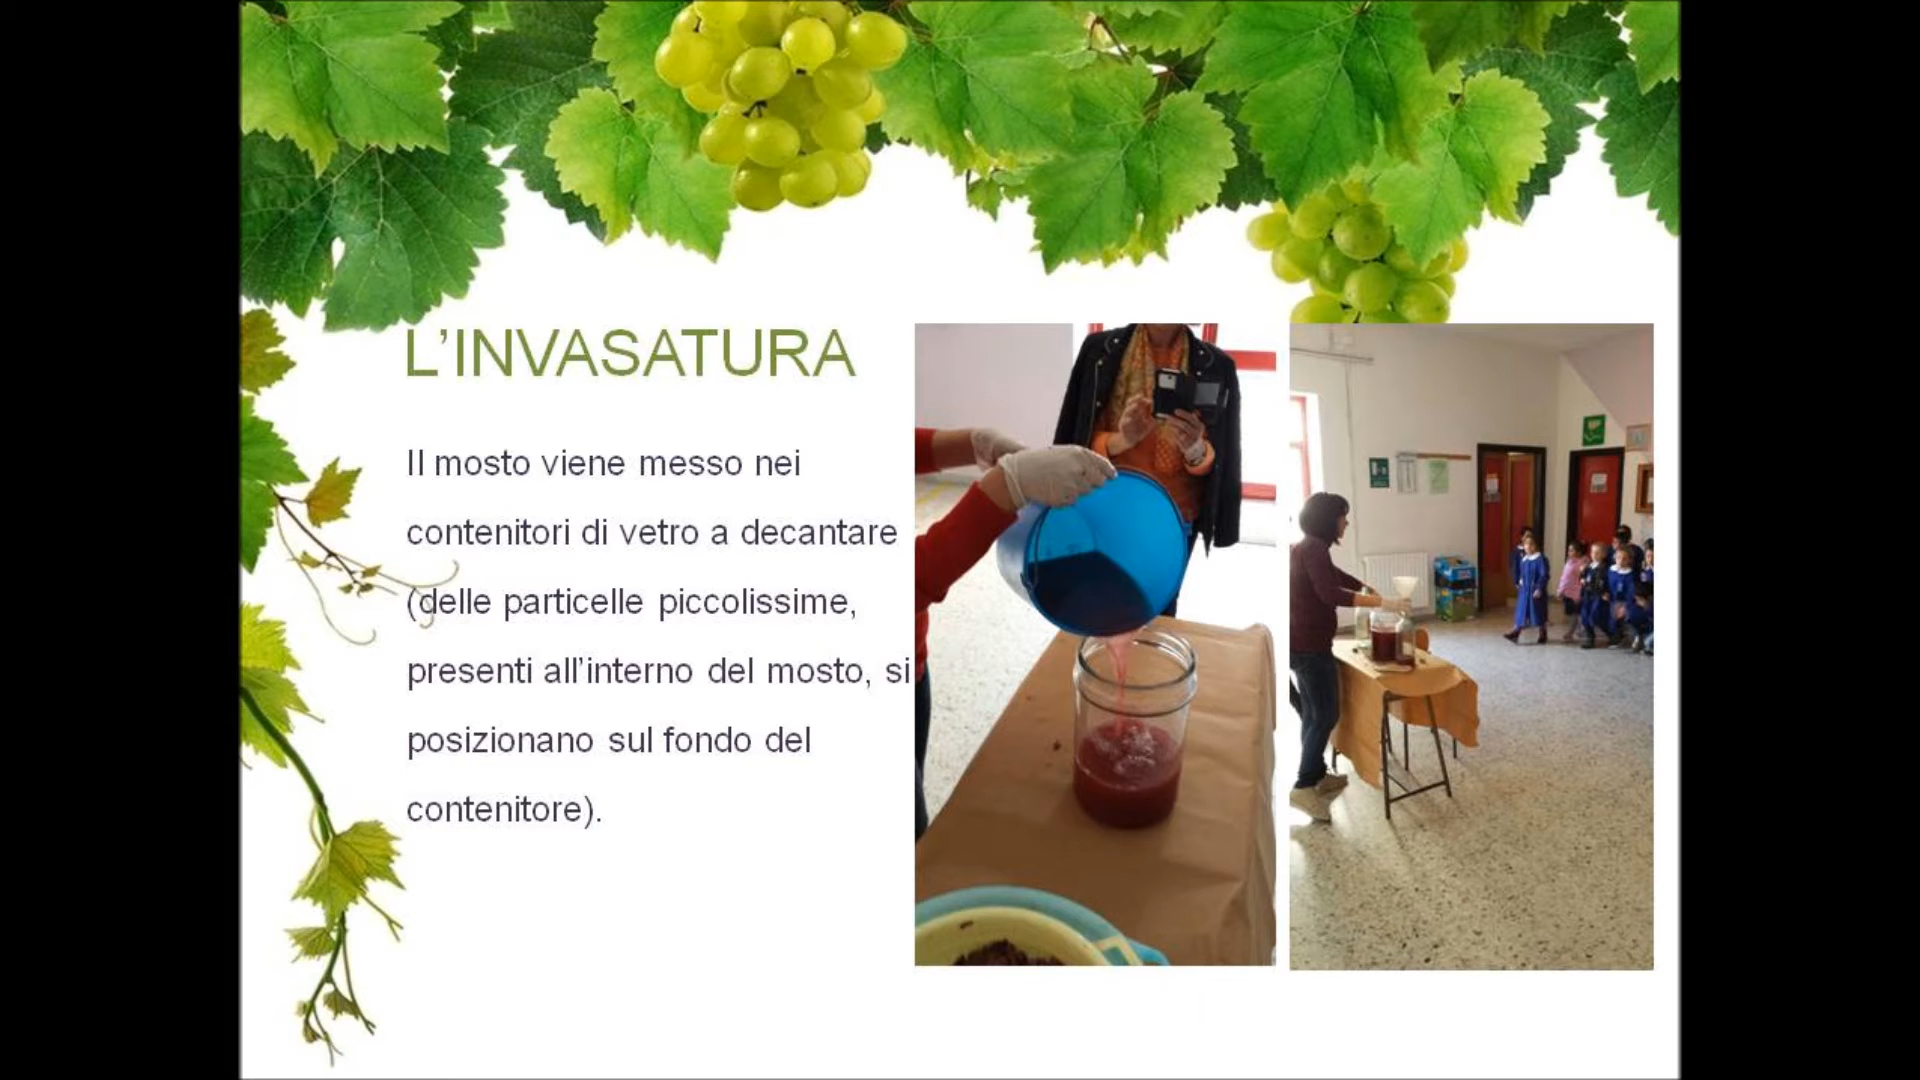 L’INVASATURA
Il mosto viene messo nei
contenitori di vetro a decantare
(delle particelle piccolissime,
presenti all’interno del mosto, si
posizionano sul fondo del
contenitore).